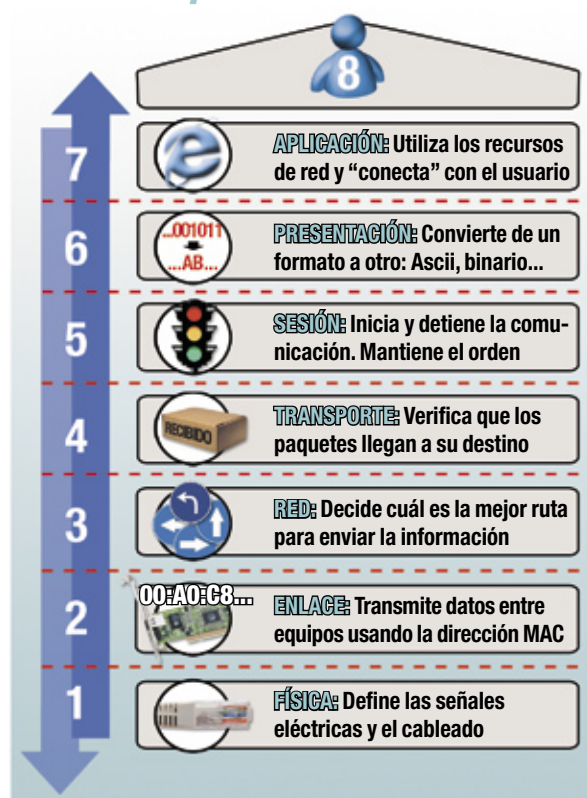 8
7
APLICACIÓN: Utiliza los recursos
de red y “conecta” con el usuario
6
...001011
...AB...
PRESENTACIÓN: Convierte de un
formato a otro: Ascii, binario...
5
SESIÓN: Inicia y detiene la comu-
nicación. Mantiene el orden
4
RECIBIDO
TRANSPORTE: Verifica que los
paquetes llegan a su destino
3
RED: Decide cuál es la mejor ruta
para enviar la información
2
00:A0:C8...
ENLACE: Transmite datos entre
equipos usando la dirección MAC
1
FÍSICA: Define las señales
eléctricas y el cableado